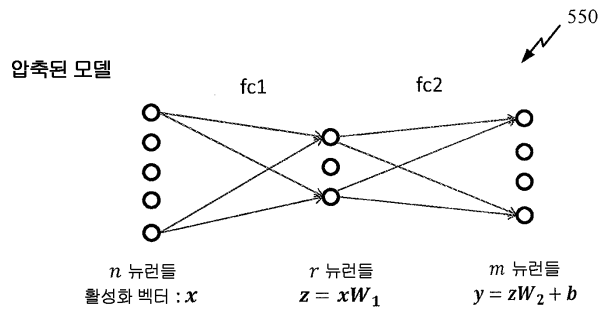 550
압축된 모델
fc1 fc2
n 뉴런들 r 뉴런들 m 뉴런들
활성화 벡터 : x z = xW₁ y = zW₂ + b